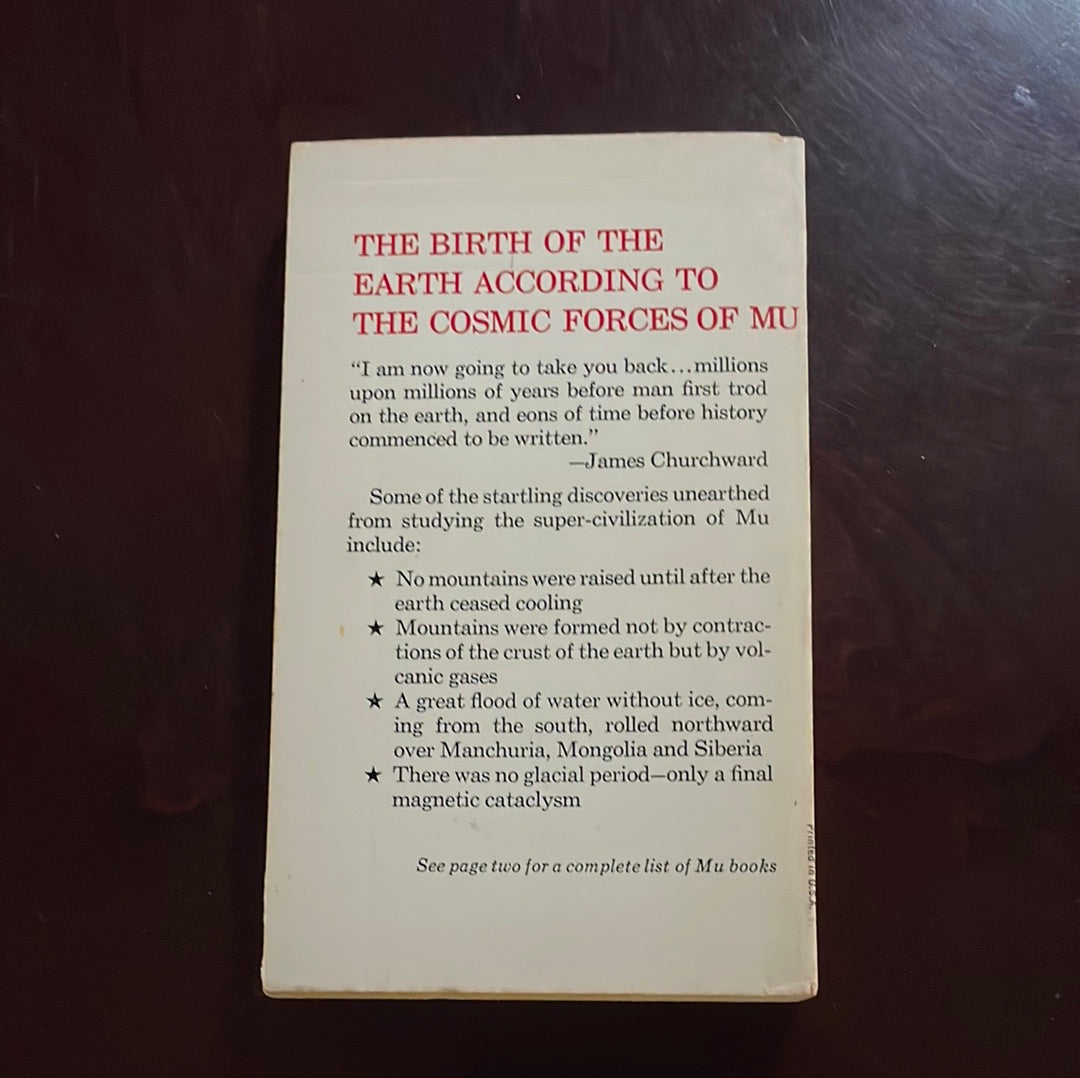 THE BIRTH OF THE
EARTH ACCORDING TO
THE COSMIC FORCES OF MU
“I am now going to take you back...millions
upon millions of years before man first trod
on the earth, and eons of time before history
commenced to be written.”
—James Churchward
Some of the startling discoveries unearthed
from studying the super-civilization of Mu
include:
★ No mountains were raised until after the
earth ceased cooling
★ Mountains were formed not by contrac-
tions of the crust of the earth but by vol-
canic gases
★ A great flood of water without ice, com-
ing from the south, rolled northward
over Manchuria, Mongolia and Siberia
★ There was no glacial period—only a final
magnetic cataclysm
See page two for a complete list of Mu books
Printed in U.S.A.